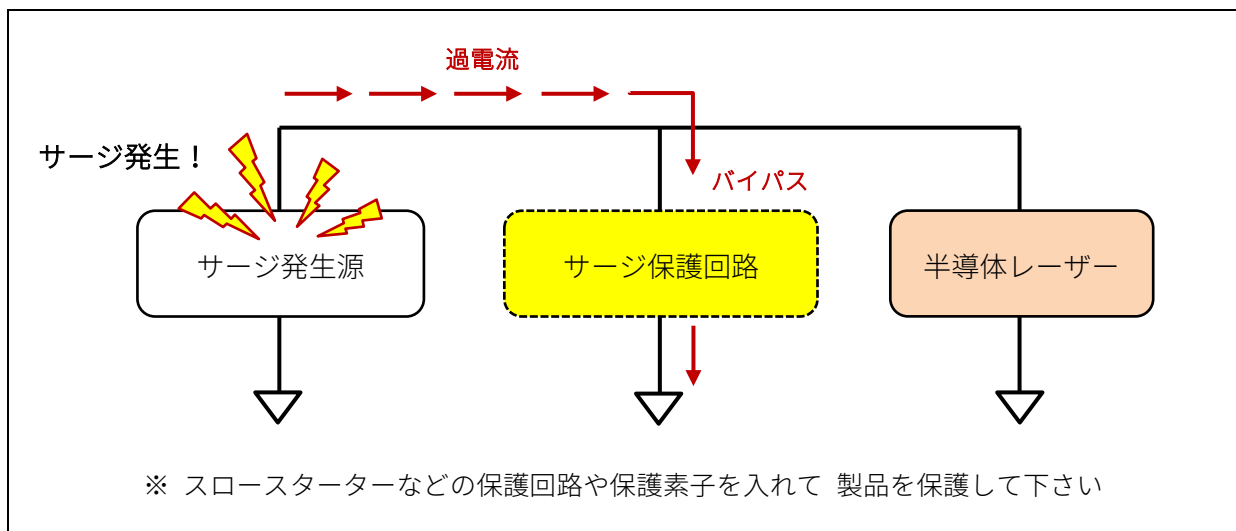 過電流
サージ発生！
バイパス
サージ発生源
サージ保護回路
半導体レーザー
※ スロースターターなどの保護回路や保護素子を入れて 製品を保護して下さい